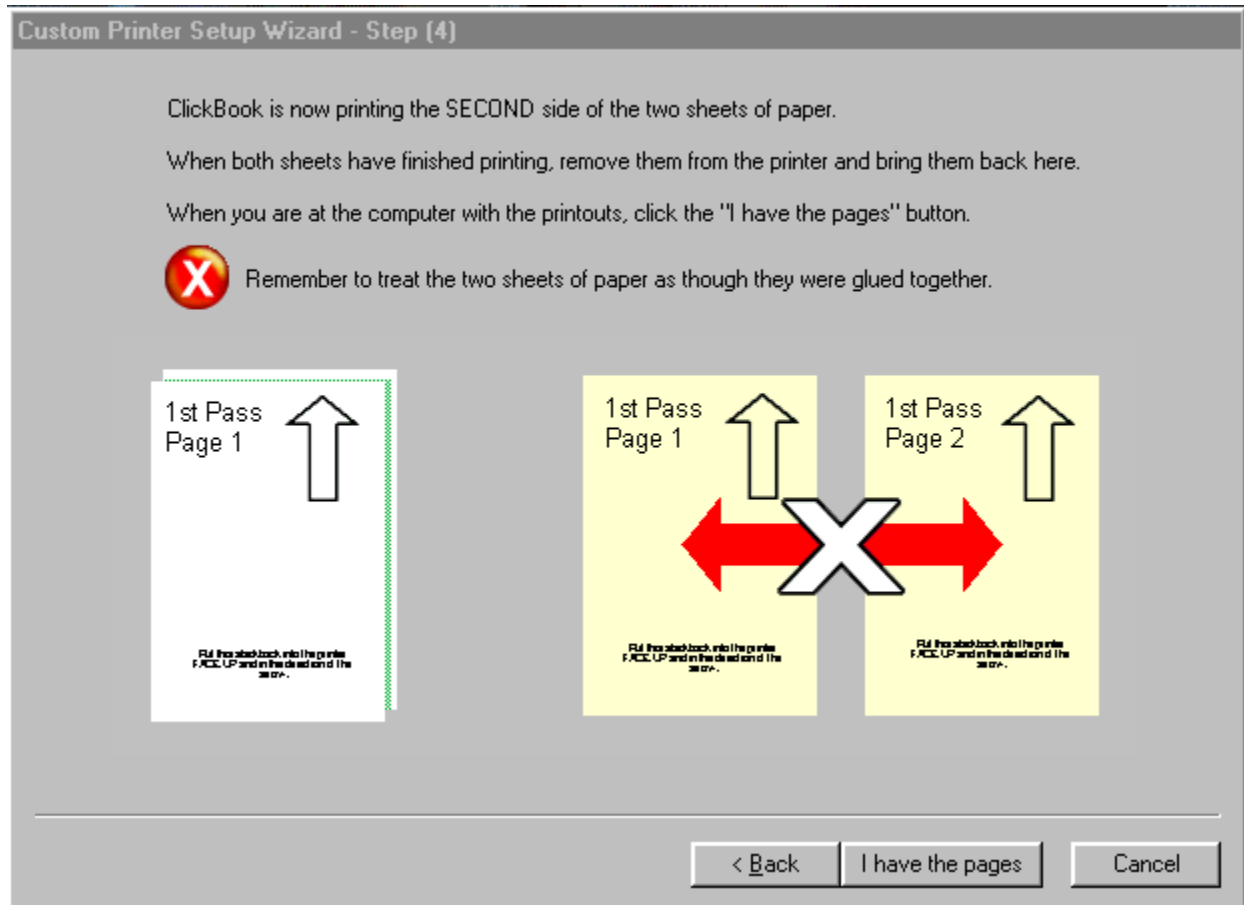 Custom Printer Setup Wizard - Step (4)
ClickBook is now printing the SECOND side of the two sheets of paper.
When both sheets have finished printing, remove them from the printer and bring them back here.
When you are at the computer with the printouts, click the "I have the pages" button.
X Remember to treat the two sheets of paper as though they were glued together.
1st Pass
Page 1
1st Pass
Page 1
1st Pass
Page 2
< Back
I have the pages
Cancel